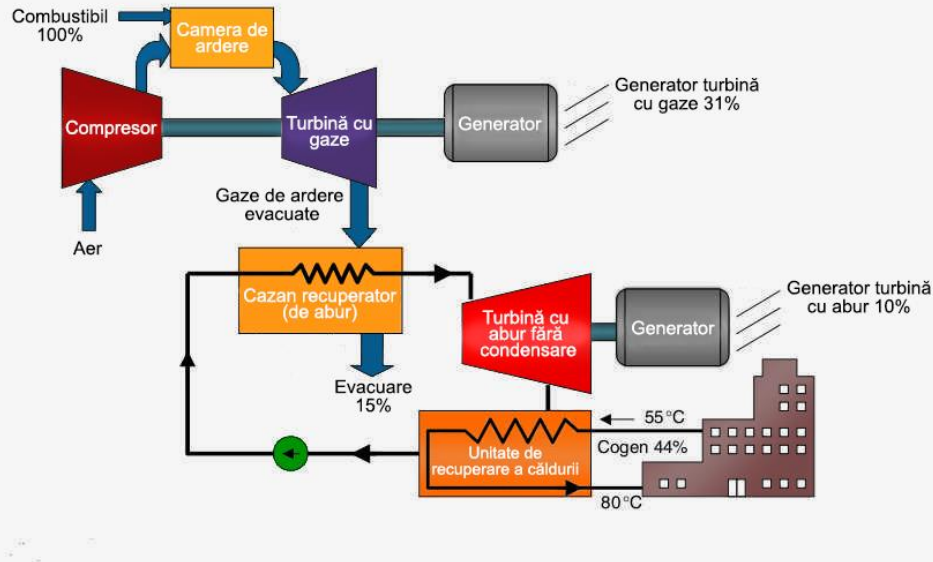 Combustibil
100%
Camera de
ardere
Compresor
Turbină cu
gaze
Generator
Generator turbină
cu gaze 31%
Aer
Gaze de ardere
evacuate
Cazan recuperator
(de abur)
Evacuare
15%
Turbină cu
abur fără
condensare
Generator
Generator turbină
cu abur 10%
55°C
Cogen 44%
Unitate de
recuperare a căldurii
80°C